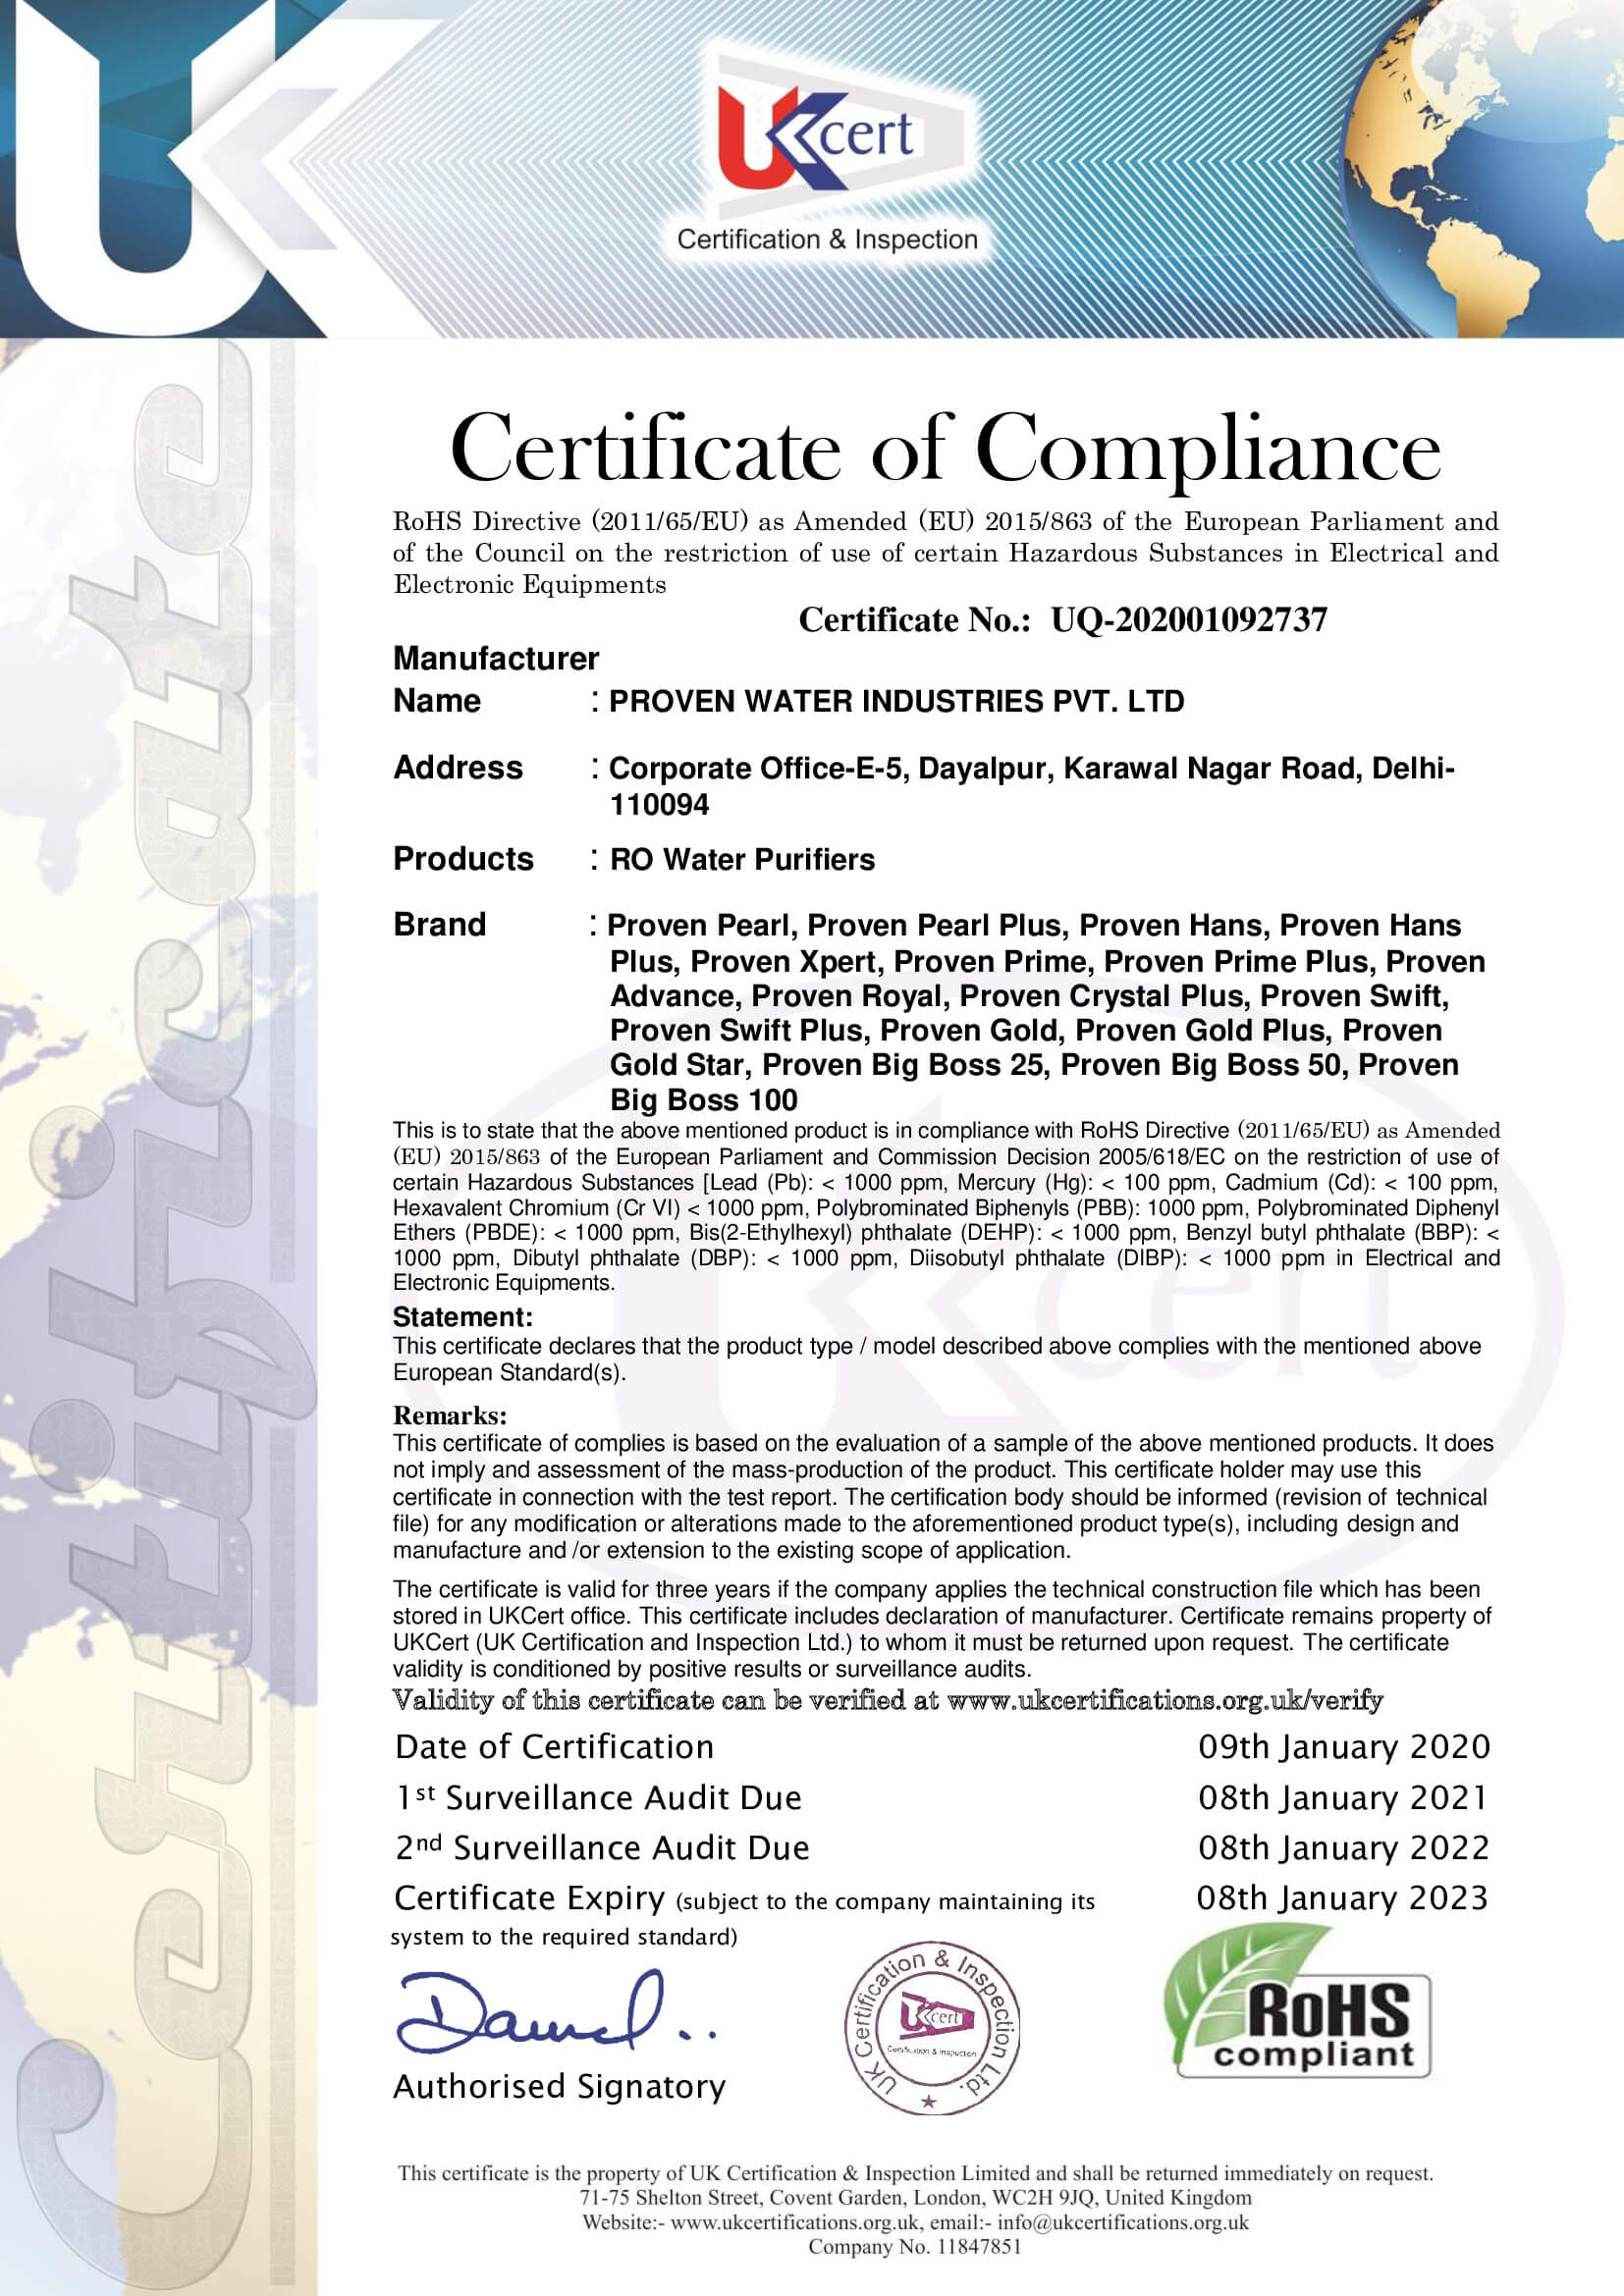 UK
UKcert
Certification & Inspection
Certificate
Certificate of Compliance
RoHS Directive (2011/65/EU) as Amended (EU) 2015/863 of the European Parliament and
of the Council on the restriction of use of certain Hazardous Substances in Electrical and
Electronic Equipments
Certificate No.: UQ-202001092737
Manufacturer
Name : PROVEN WATER INDUSTRIES PVT. LTD
Address : Corporate Office-E-5, Dayalpur, Karawal Nagar Road, Delhi-
110094
Products : RO Water Purifiers
Brand : Proven Pearl, Proven Pearl Plus, Proven Hans, Proven Hans
Plus, Proven Xpert, Proven Prime, Proven Prime Plus, Proven
Advance, Proven Royal, Proven Crystal Plus, Proven Swift,
Proven Swift Plus, Proven Gold, Proven Gold Plus, Proven
Gold Star, Proven Big Boss 25, Proven Big Boss 50, Proven
Big Boss 100
This is to state that the above mentioned product is in compliance with RoHS Directive (2011/65/EU) as Amended
(EU) 2015/863 of the European Parliament and Commission Decision 2005/618/EC on the restriction of use of
certain Hazardous Substances [Lead (Pb): < 1000 ppm, Mercury (Hg): < 100 ppm, Cadmium (Cd): < 100 ppm,
Hexavalent Chromium (Cr VI) < 1000 ppm, Polybrominated Biphenyls (PBB): 1000 ppm, Polybrominated Diphenyl
Ethers (PBDE): < 1000 ppm, Bis(2-Ethylhexyl) phthalate (DEHP): < 1000 ppm, Benzyl butyl phthalate (BBP): <
1000 ppm, Dibutyl phthalate (DBP): < 1000 ppm, Diisobutyl phthalate (DIBP): < 1000 ppm in Electrical and
Electronic Equipments.
Statement:
This certificate declares that the product type / model described above complies with the mentioned above
European Standard(s).
Remarks:
This certificate of complies is based on the evaluation of a sample of the above mentioned products. It does
not imply and assessment of the mass-production of the product. This certificate holder may use this
certificate in connection with the test report. The certification body should be informed (revision of technical
file) for any modification or alterations made to the aforementioned product type(s), including design and
manufacture and /or extension to the existing scope of application.
The certificate is valid for three years if the company applies the technical construction file which has been
stored in UKCert office. This certificate includes declaration of manufacturer. Certificate remains property of
UKCert (UK Certification and Inspection Ltd.) to whom it must be returned upon request. The certificate
validity is conditioned by positive results or surveillance audits.
Validity of this certificate can be verified at www.ukcertifications.org.uk/verify
Date of Certification 09th January 2020
1st Surveillance Audit Due 08th January 2021
2nd Surveillance Audit Due 08th January 2022
Certificate Expiry (subject to the company maintaining its 08th January 2023
system to the required standard)
Authorised Signatory
UK Certification & Inspection Ltd.
UKcert
Certification & Inspection
RoHS
compliant
This certificate is the property of UK Certification & Inspection Limited and shall be returned immediately on request.
71-75 Shelton Street, Covent Garden, London, WC2H 9JQ, United Kingdom
Website:- www.ukcertifications.org.uk, email:- info@ukcertifications.org.uk
Company No. 11847851